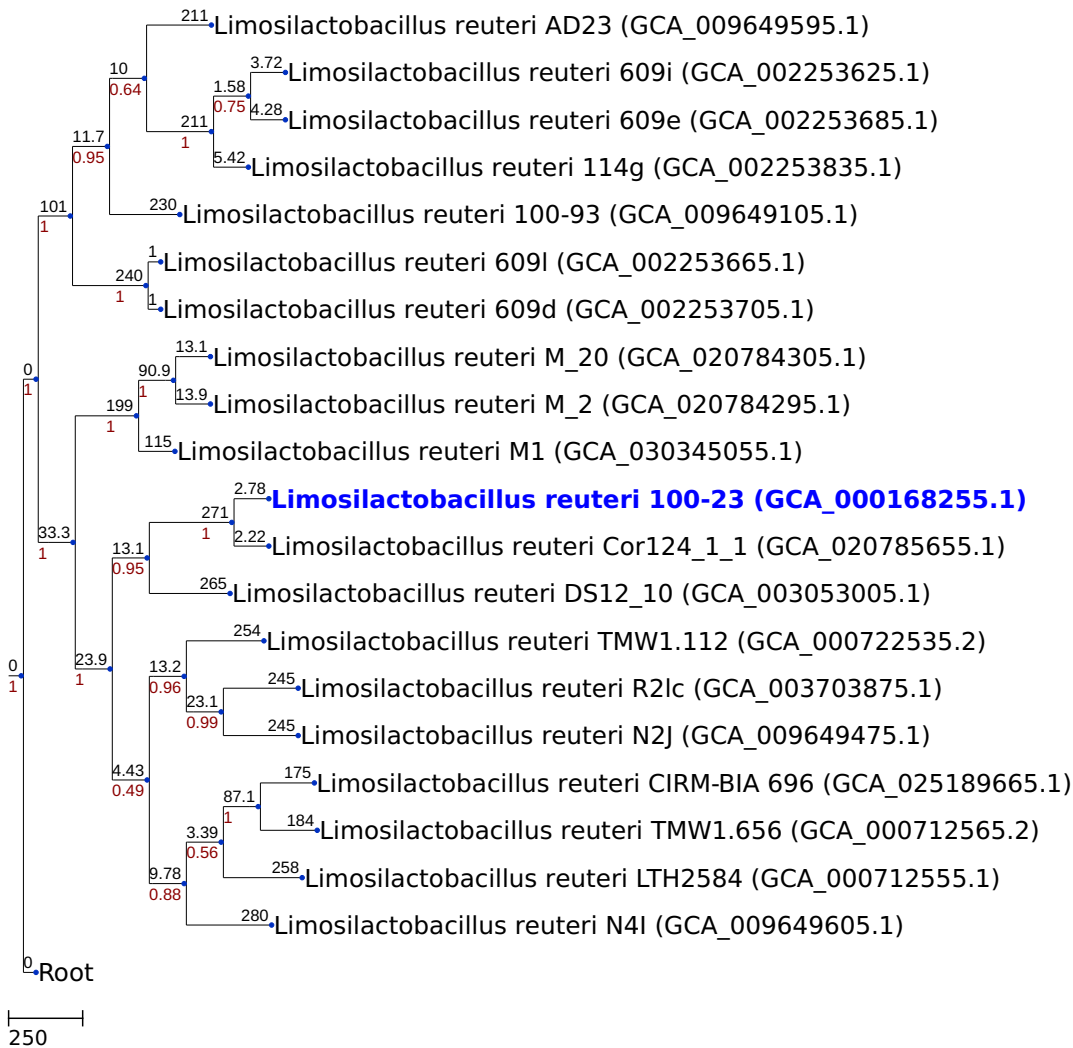 211 Limosilactobacillus reuteri AD23 (GCA_009649595.1)
10
0.64
3.72 Limosilactobacillus reuteri 609i (GCA_002253625.1)
1.58
0.75
4.28 Limosilactobacillus reuteri 609e (GCA_002253685.1)
211
1
11.7
0.95
5.42 Limosilactobacillus reuteri 114g (GCA_002253835.1)
101
1
230 Limosilactobacillus reuteri 100-93 (GCA_009649105.1)
1 Limosilactobacillus reuteri 609l (GCA_002253665.1)
240
1
1 Limosilactobacillus reuteri 609d (GCA_002253705.1)
13.1 Limosilactobacillus reuteri M_20 (GCA_020784305.1)
0
1
90.9
1
13.9 Limosilactobacillus reuteri M_2 (GCA_020784295.1)
199
1
115 Limosilactobacillus reuteri M1 (GCA_030345055.1)
2.78 Limosilactobacillus reuteri 100-23 (GCA_000168255.1)
271
1
33.3
1
2.22 Limosilactobacillus reuteri Cor124_1_1 (GCA_020785655.1)
13.1
0.95
265 Limosilactobacillus reuteri DS12_10 (GCA_003053005.1)
254 Limosilactobacillus reuteri TMW1.112 (GCA_000722535.2)
0
1
23.9
1
13.2
0.96
245 Limosilactobacillus reuteri R2lc (GCA_003703875.1)
23.1
0.99
245 Limosilactobacillus reuteri N2J (GCA_009649475.1)
4.43
0.49
175 Limosilactobacillus reuteri CIRM-BIA 696 (GCA_025189665.1)
87.1
1
184 Limosilactobacillus reuteri TMW1.656 (GCA_000712565.2)
3.39
0.56
258 Limosilactobacillus reuteri LTH2584 (GCA_000712555.1)
9.78
0.88
280 Limosilactobacillus reuteri N4I (GCA_009649605.1)
0 Root
250